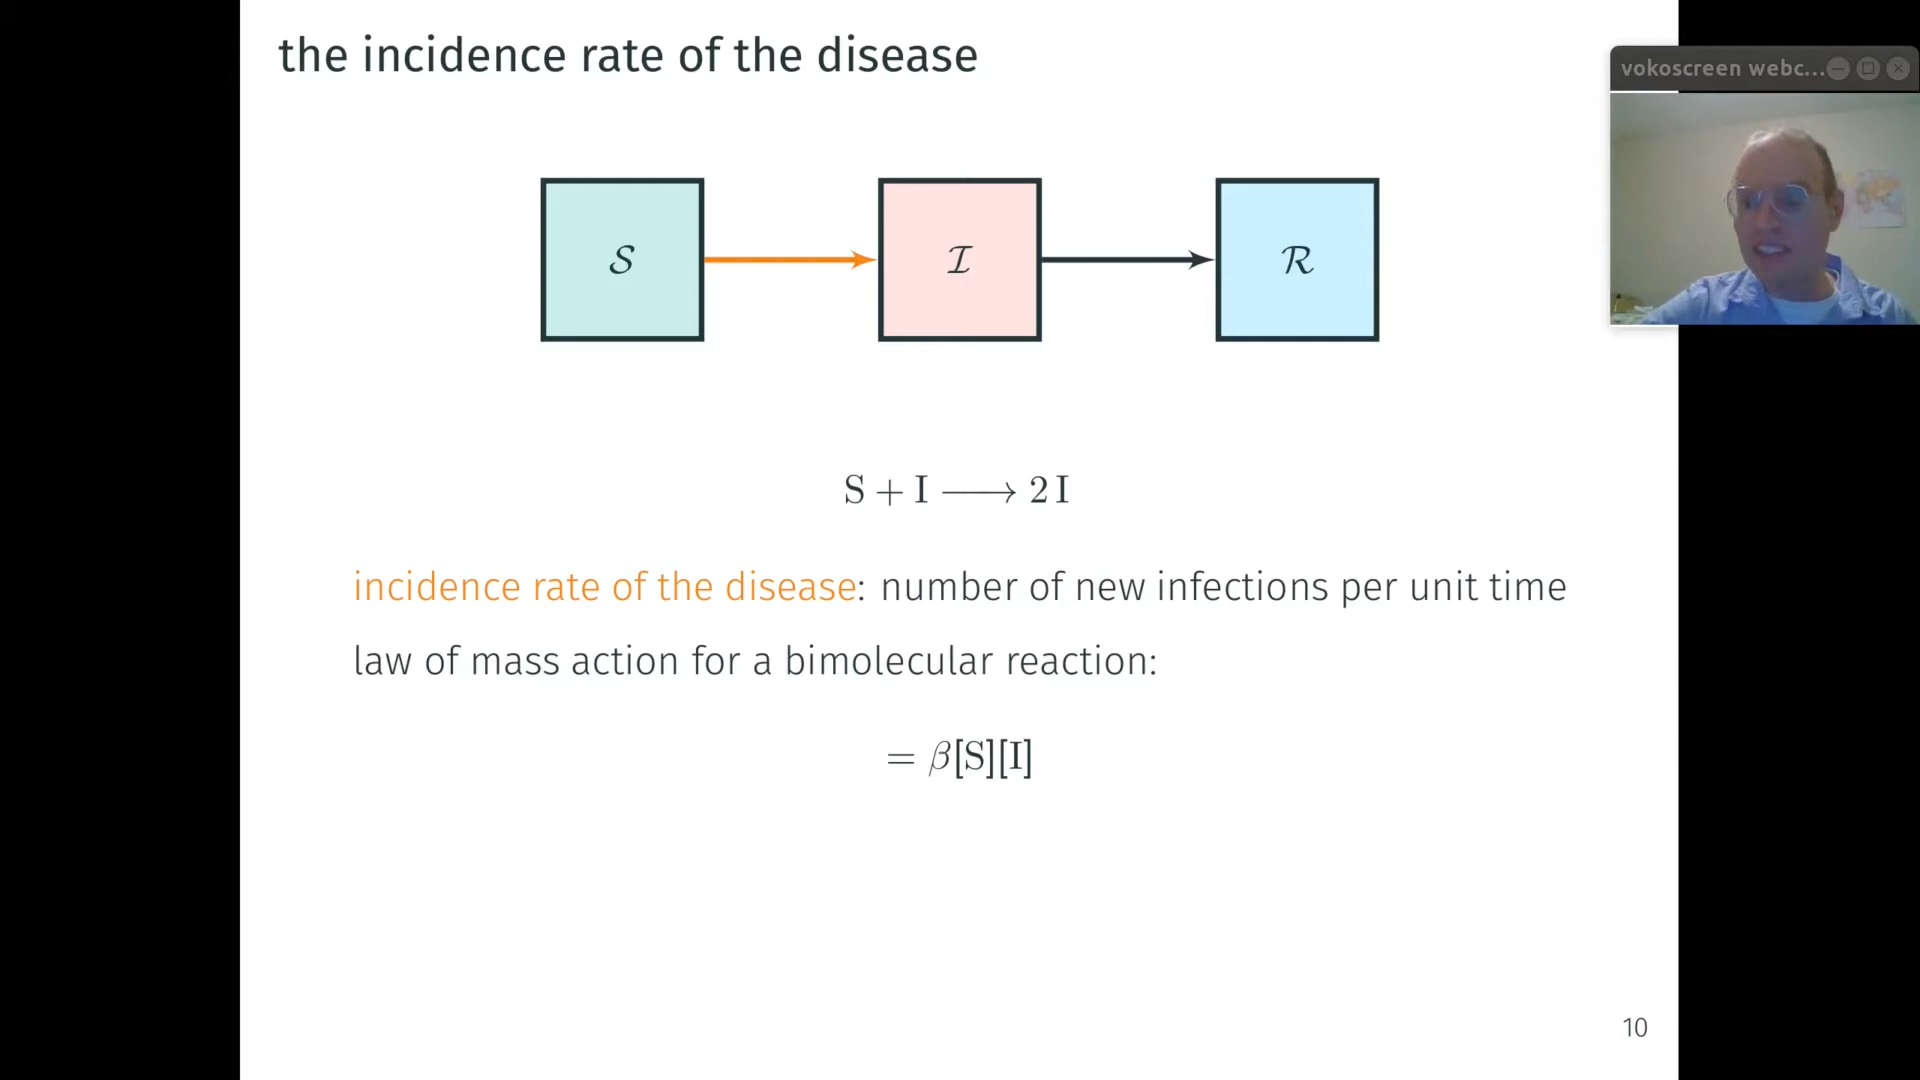 the incidence rate of the disease
vokoscreen webc...
𝒮
ℐ
ℛ
S + I ⟶ 2 I
incidence rate of the disease: number of new infections per unit time
law of mass action for a bimolecular reaction:
= β[S][I]
10